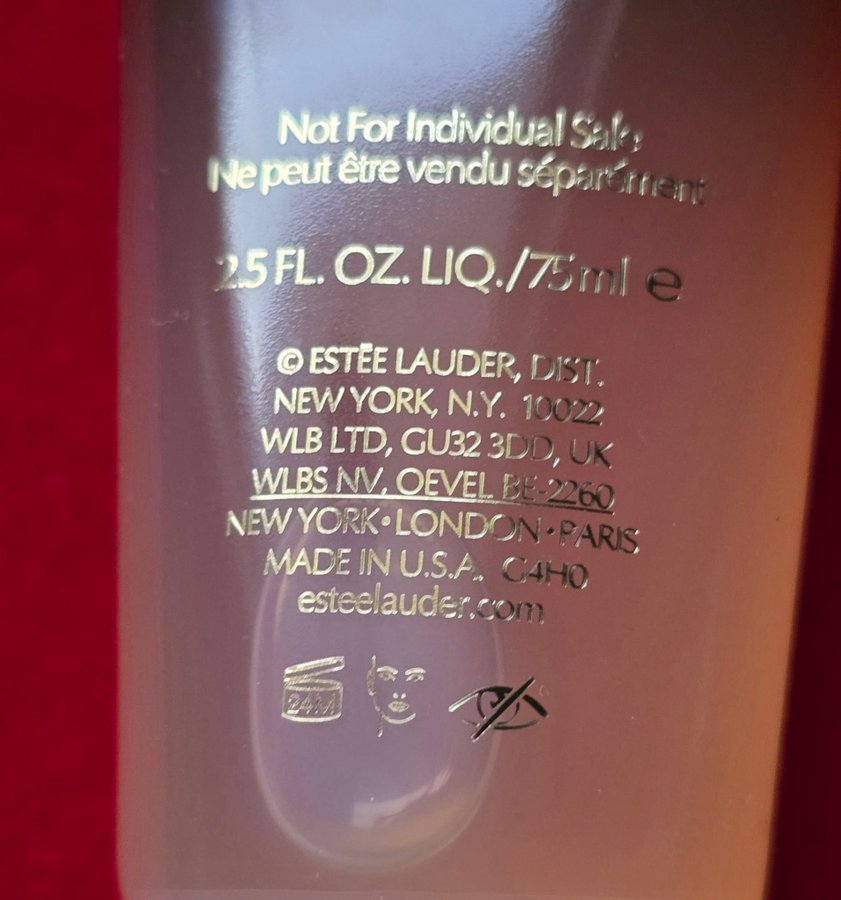 Not For Individual Sale
Ne peut être vendu séparément
2.5 FL. OZ. LIQ./75 ml e
© ESTĒE LAUDER, DIST.
NEW YORK, N.Y. 10022
WLB LTD, GU32 3DD, UK
WLBS NV, OEVEL BE-2260
NEW YORK•LONDON•PARIS
MADE IN U.S.A. G4H0
esteelauder.com
24M